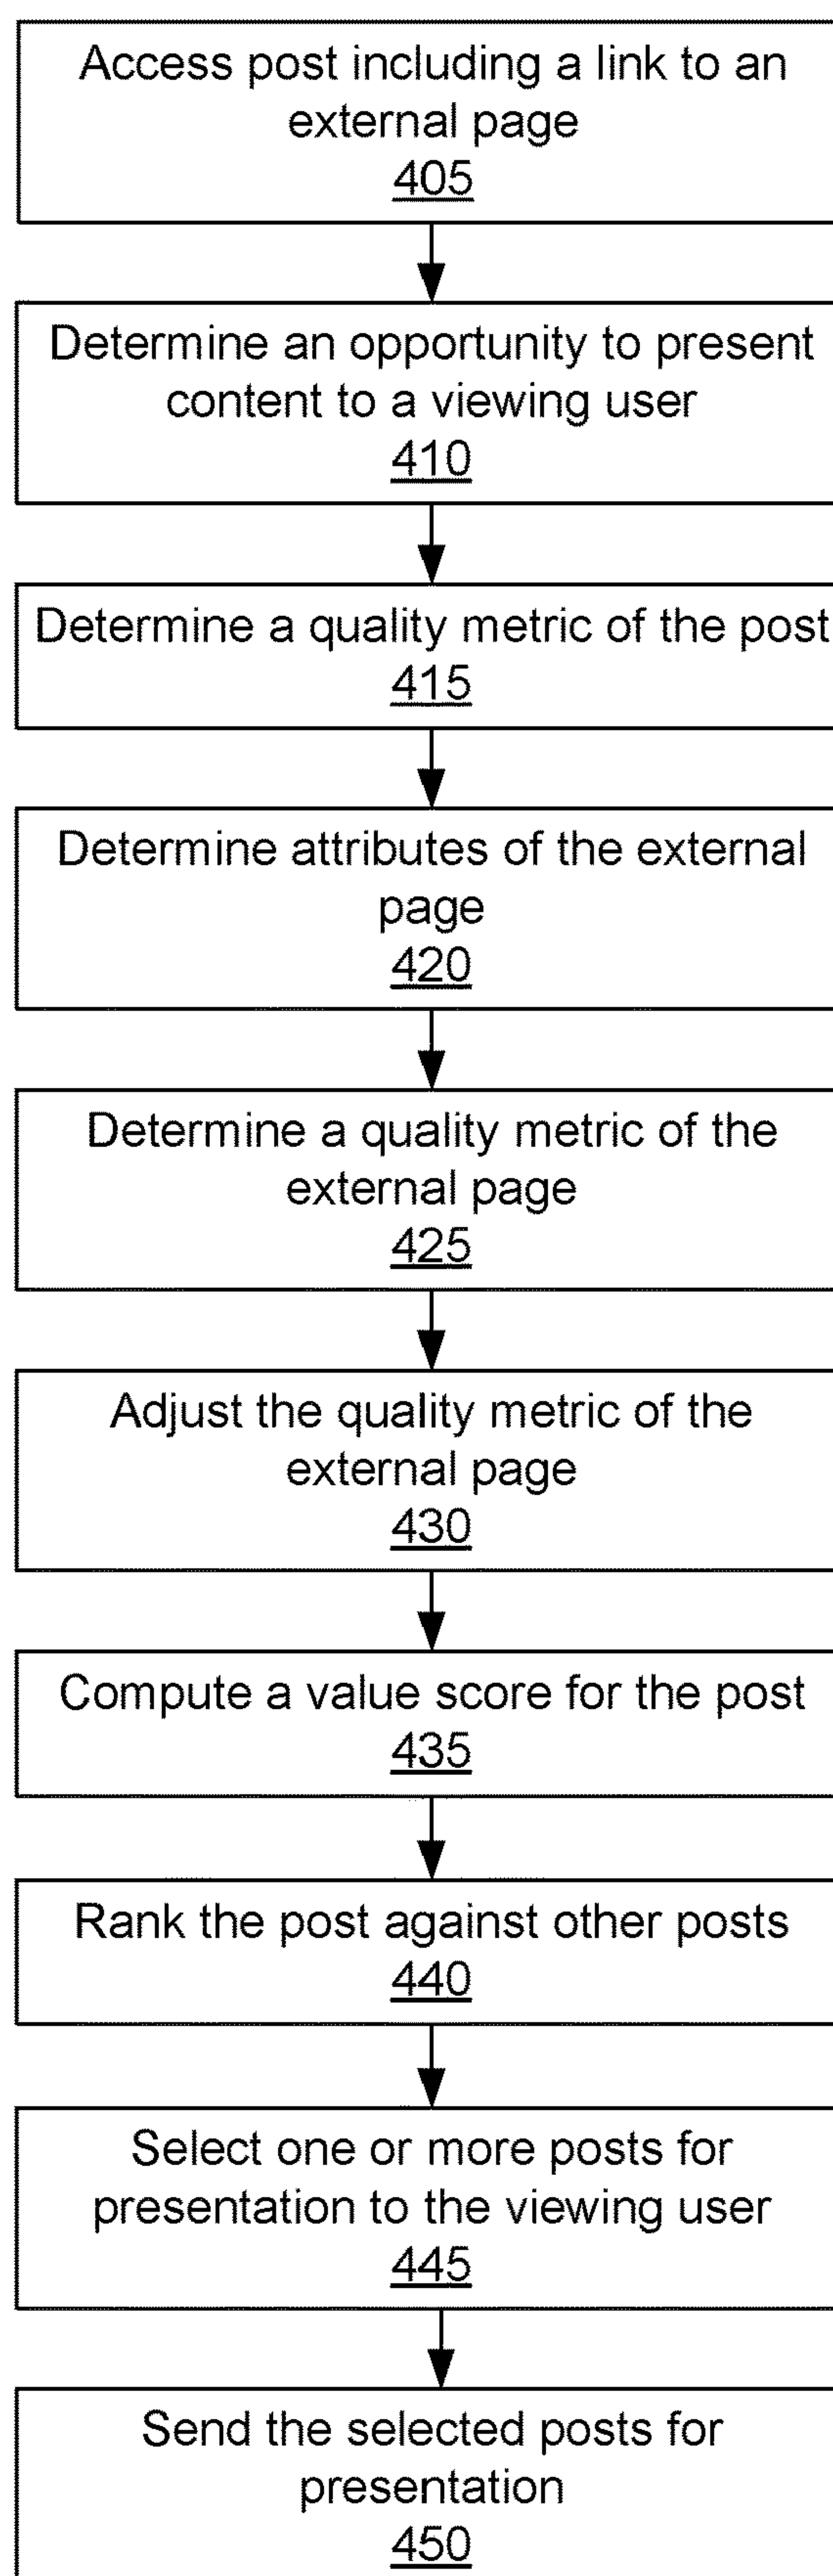 Access post including a link to an
external page
405
Determine an opportunity to present
content to a viewing user
410
Determine a quality metric of the post
415
Determine attributes of the external
page
420
Determine a quality metric of the
external page
425
Adjust the quality metric of the
external page
430
Compute a value score for the post
435
Rank the post against other posts
440
Select one or more posts for
presentation to the viewing user
445
Send the selected posts for
presentation
450